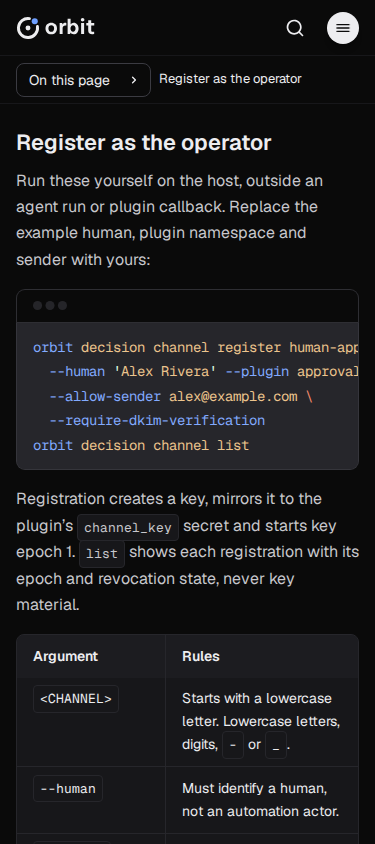 orbit
On this page
Register as the operator
Register as the operator
Run these yourself on the host, outside an
agent run or plugin callback. Replace the
example human, plugin namespace and
sender with yours:
orbit decision channel register human-app
--human 'Alex Rivera' --plugin approval
--allow-sender alex@example.com \
--require-dkim-verification
orbit decision channel list
Registration creates a key, mirrors it to the
plugin’s channel_key secret and starts key
epoch 1. list shows each registration with its
epoch and revocation state, never key
material.
Argument Rules
<CHANNEL> Starts with a lowercase
letter. Lowercase letters,
digits, - or _.
--human Must identify a human,
not an automation actor.